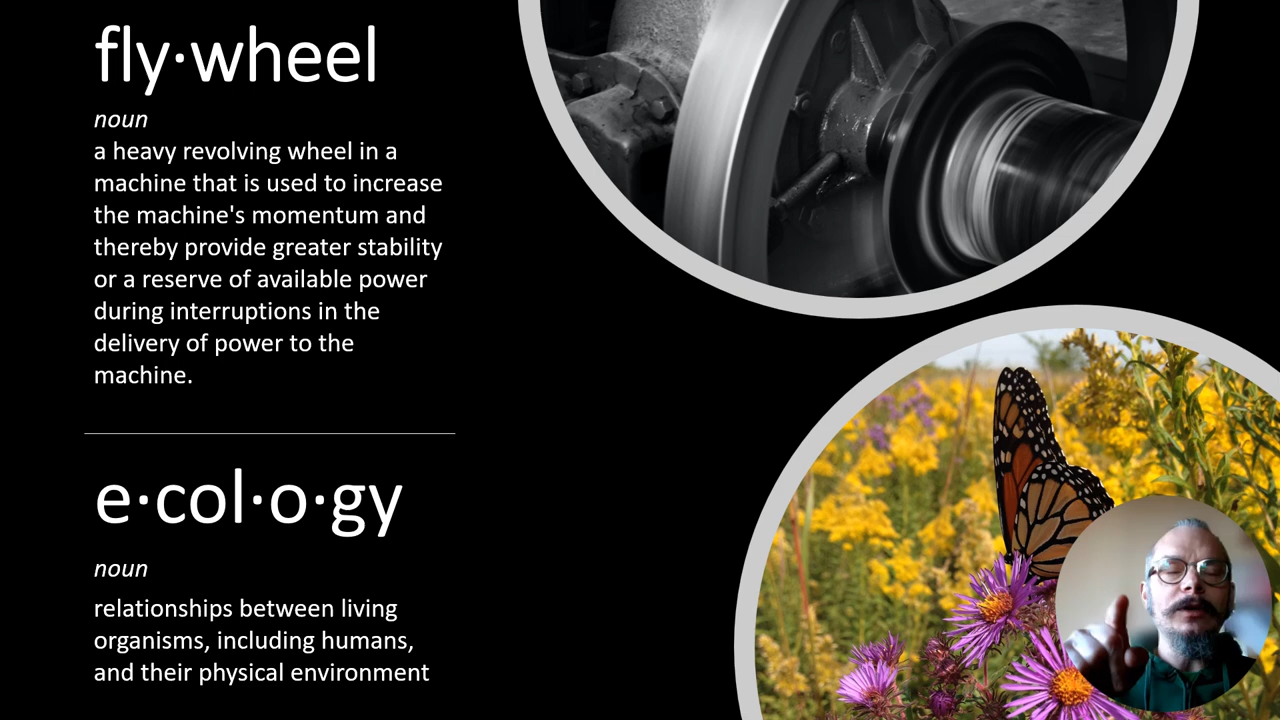 fly·wheel
noun
a heavy revolving wheel in a
machine that is used to increase
the machine's momentum and
thereby provide greater stability
or a reserve of available power
during interruptions in the
delivery of power to the
machine.
e·col·o·gy
noun
relationships between living
organisms, including humans,
and their physical environment